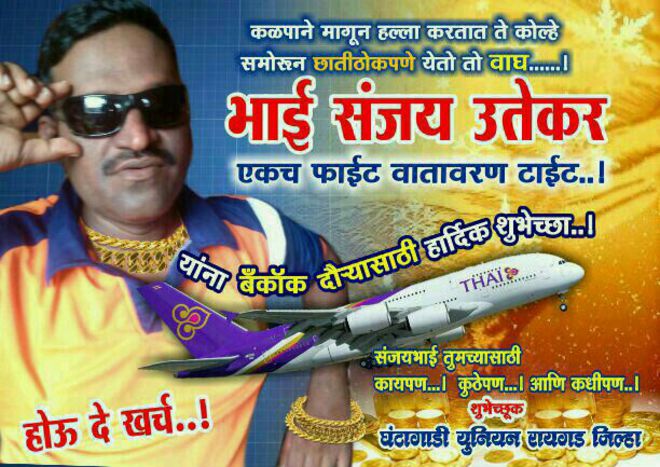 कळपाने मागून हल्ला करतात ते कोल्हे
समोरून छातीठोकपणे येतो तो वाघ......!
भाई संजय उतेकर
एकच फाईट वातावरण टाईट..!
यांना बँकॉक दौऱ्यासाठी हार्दिक शुभेच्छा..!
THAI
संजयभाई तुमच्यासाठी
कायपण...! कुठेपण...! आणि कधीपण..!
होऊ दे खर्च..!
शुभेच्छूक
घंटागाडी युनियन रायगड जिल्हा